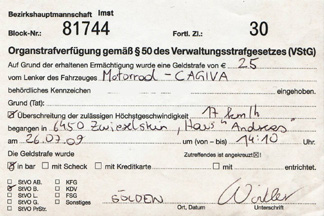 Bezirkshauptmannschaft Imst
Block-Nr.: 81744 Fortl. Zl.: 30
Organstrafverfügung gemäß § 50 des Verwaltungsstrafgesetzes (VStG)
Auf Grund der erhaltenen Ermächtigung wurde eine Geldstrafe von € 25
vom Lenker des Fahrzeuges Motorrad - CAGIVA
behördliches Kennzeichen eingehoben.
Grund (Tat):
☒ Überschreitung der zulässigen Höchstgeschwindigkeit 17 km/h
begangen in 6450 Zwieselstein, "Haus Andreas"
am 26.07.09 um (von - bis) 14:10 Uhr.
Die Geldstrafe wurde Zutreffendes ist angekreuzt ☒!
☒ in bar ☐ mit Scheck ☐ mit Kreditkarte ☐ mit entrichtet.
☐ StVO AB. ☐ KFG
☒ StVO S. ☐ KDV
☐ StVO L. ☐ FSG
☐ StVO G. ☐ Sonstiges
☐ StVO PrStr.
SÖLDEN
Ort, Datum Unterschrift